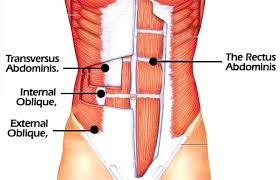 Transversus
Abdominis.
Internal
Oblique,
External
Oblique,
The Rectus
Abdominis